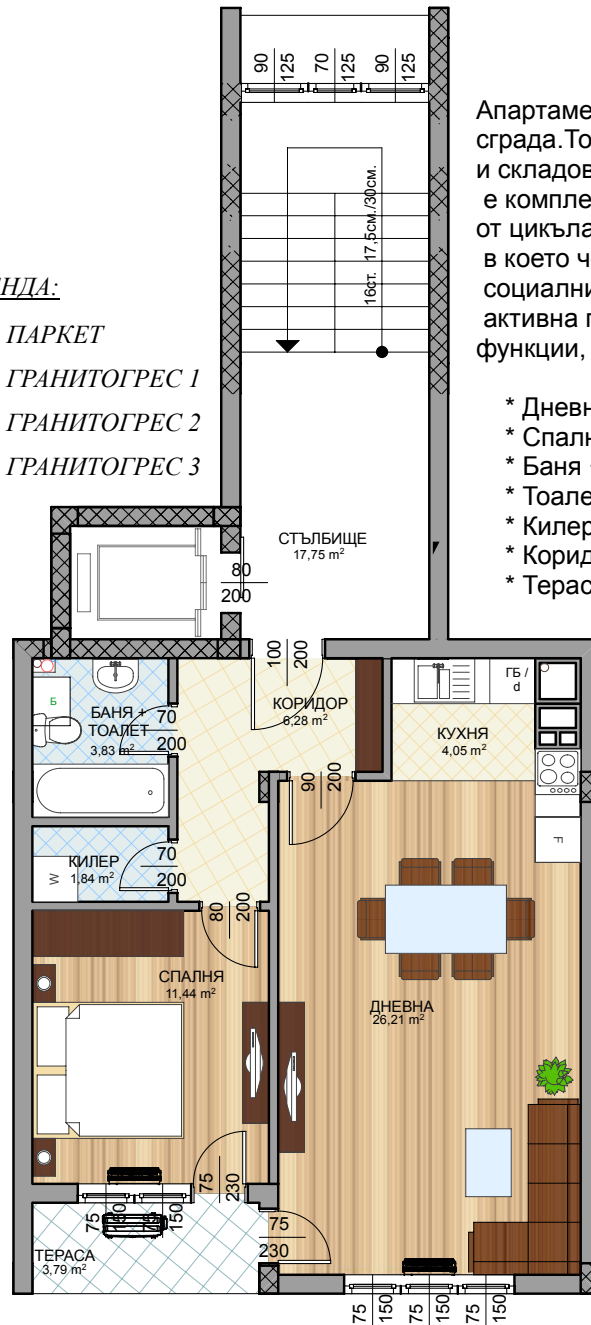 90 125 70 125 90 125
16ст. 17,5см./30см.
Апартаме
сграда.То
и складов
е компле
от цикъла
в което ч
социални
активна п
функции,
НДА:
ПАРКЕТ
ГРАНИТОГРЕС 1
ГРАНИТОГРЕС 2
ГРАНИТОГРЕС 3
* Дневн
* Спалн
* Баня
* Тоале
* Килер
* Корид
* Терас
СТЪЛБИЩЕ
17,75 m²
80
200
100 200
КОРИДОР
6,28 m²
ГБ /
d
КУХНЯ
4,05 m²
Б
БАНЯ +
ТОАЛЕТ
3,83 m²
70
200
90 200
F
КИЛЕР
1,84 m²
W
70
200
80 200
СПАЛНЯ
11,44 m²
ДНЕВНА
26,21 m²
75 230
75 150 75 150
ТЕРАСА
3,79 m²
75
230
75 150 75 150 75 150